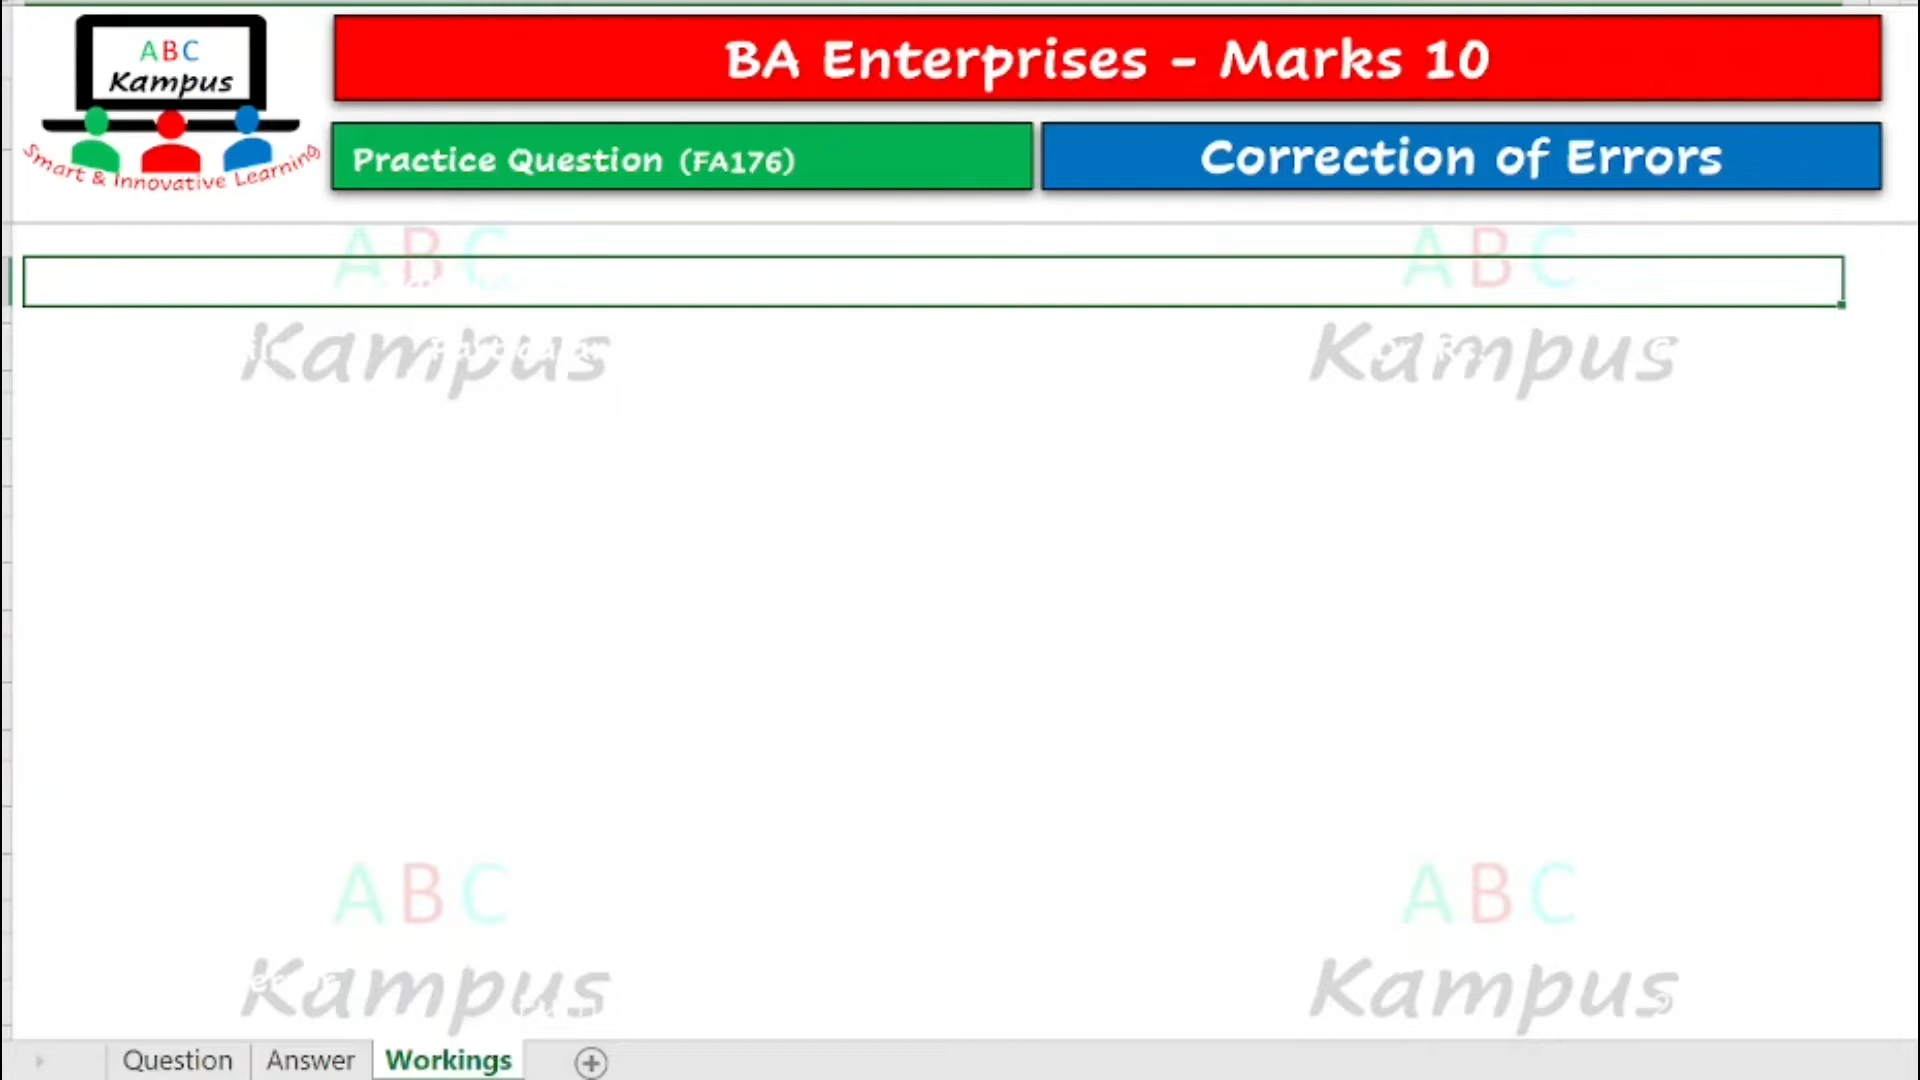 ABC
Kampus
Smart & Innovative Learning
BA Enterprises - Marks 10
Practice Question (FA176)
Correction of Errors
ABC
Kampus
ABC
Kampus
ABC
Kampus
ABC
Kampus
Question
Answer
Workings